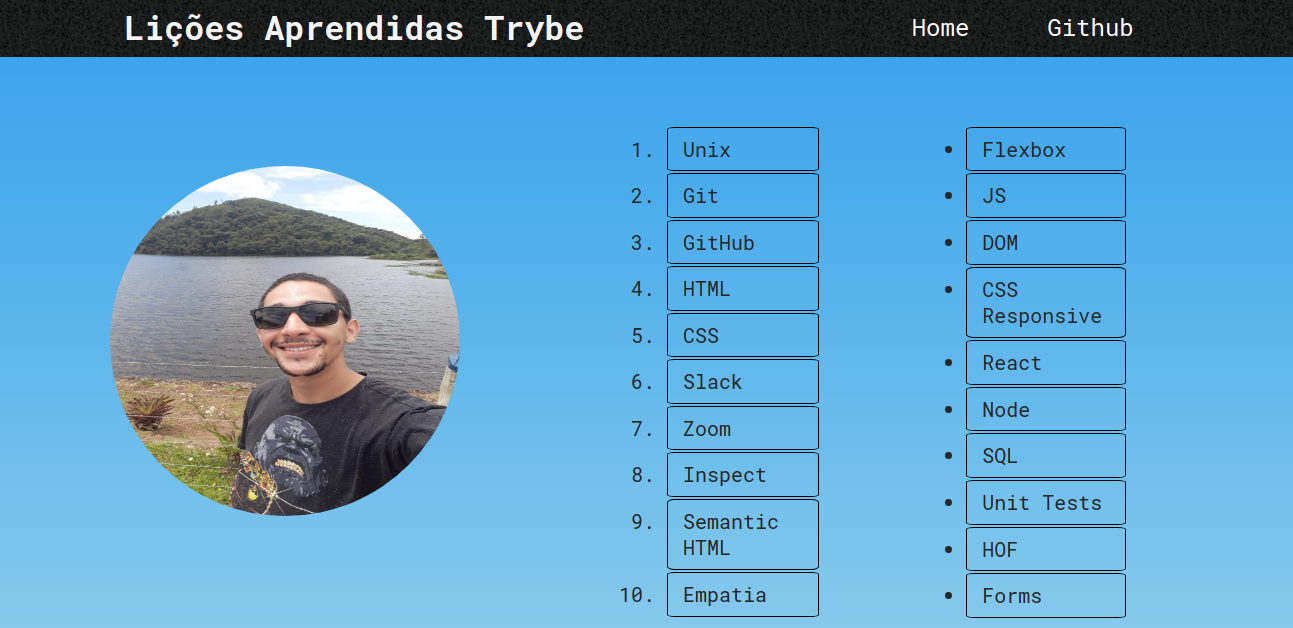 Lições Aprendidas Trybe
Home
Github
1. Unix
2. Git
3. GitHub
4. HTML
5. CSS
6. Slack
7. Zoom
8. Inspect
9. Semantic
HTML
10. Empatia
• Flexbox
• JS
• DOM
• CSS
Responsive
• React
• Node
• SQL
• Unit Tests
• HOF
• Forms